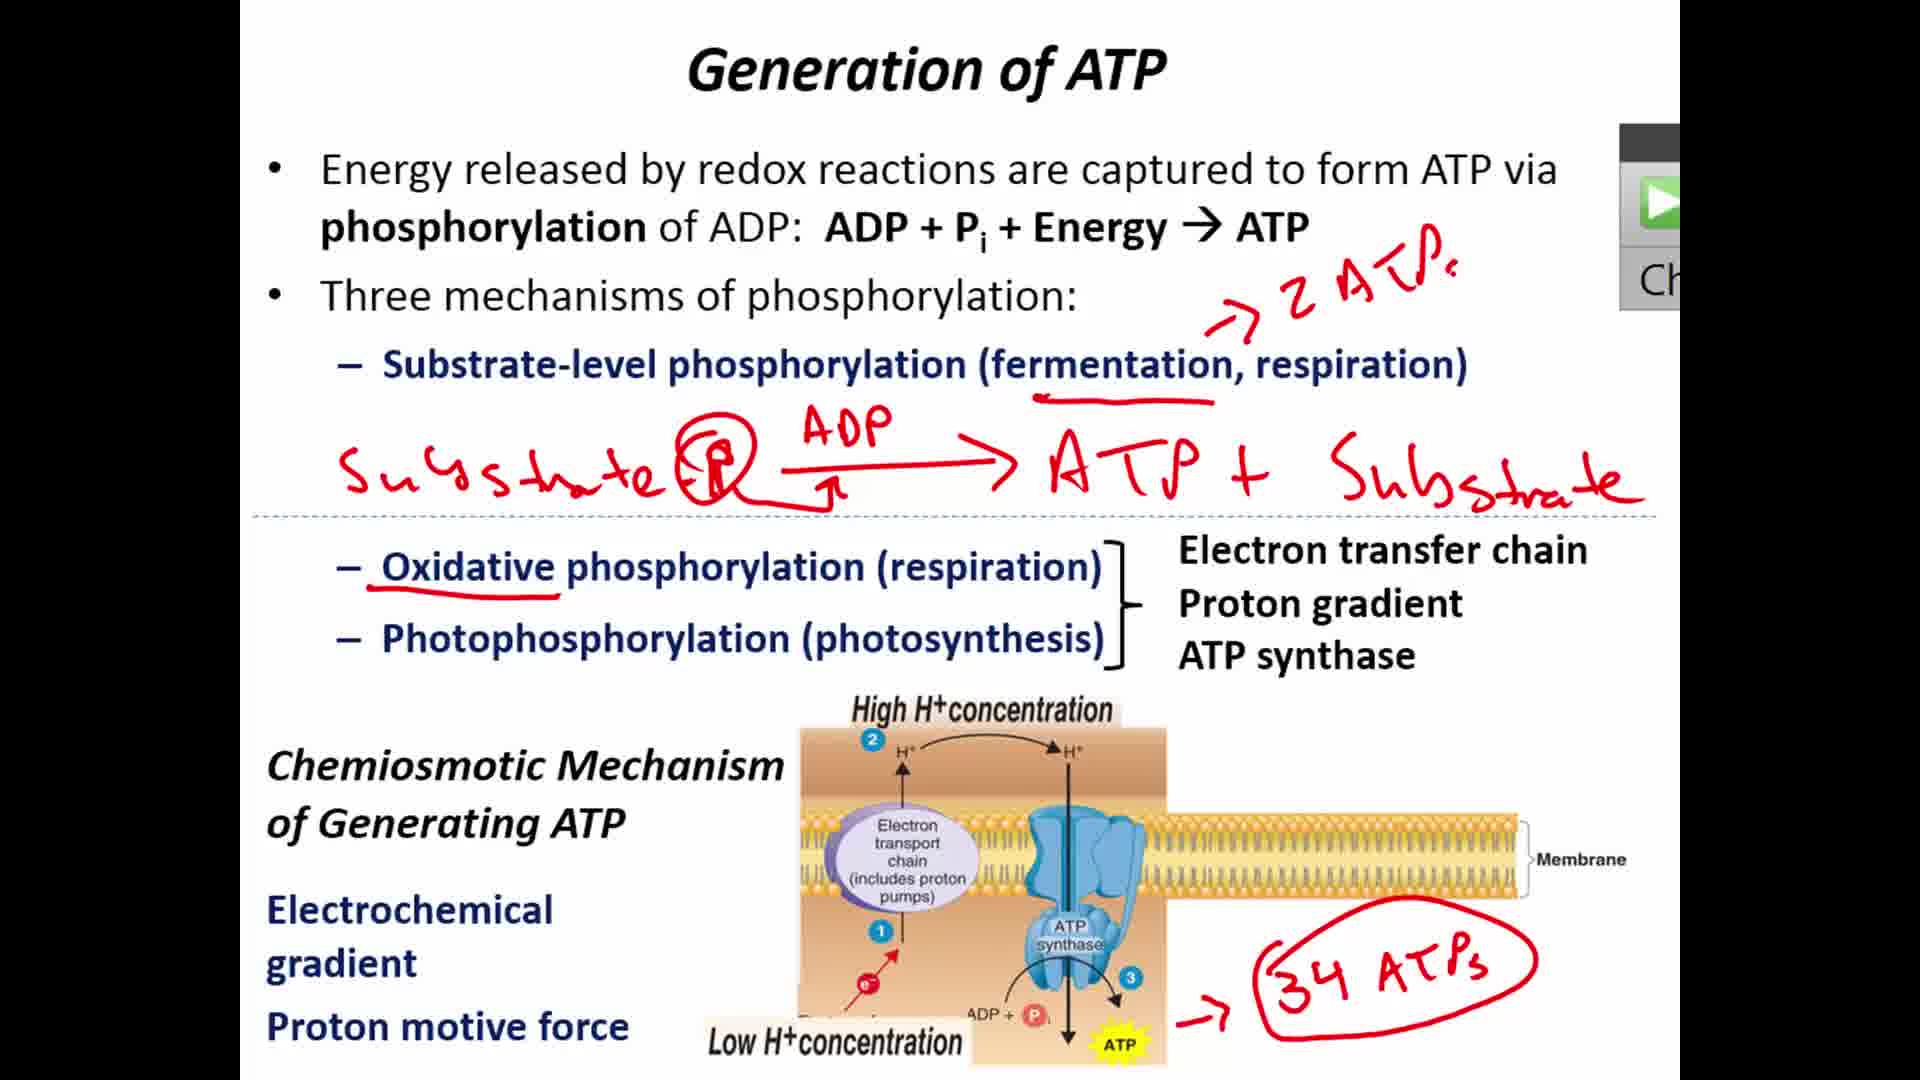 Generation of ATP
• Energy released by redox reactions are captured to form ATP via
phosphorylation of ADP: ADP + Pi + Energy → ATP
• Three mechanisms of phosphorylation:
→ 2 ATPs
– Substrate-level phosphorylation (fermentation, respiration)
Substrate-P ADP → ATP + Substrate
– Oxidative phosphorylation (respiration)
– Photophosphorylation (photosynthesis)
Electron transfer chain
Proton gradient
ATP synthase
Ch
Chemiosmotic Mechanism
of Generating ATP
Electrochemical
gradient
Proton motive force
High H+ concentration
2
H+
H+
Electron
transport
chain
(includes proton
pumps)
Membrane
1
ATP
synthase
e-
3
ADP + P i
ATP
Low H+ concentration
→ 34 ATPs